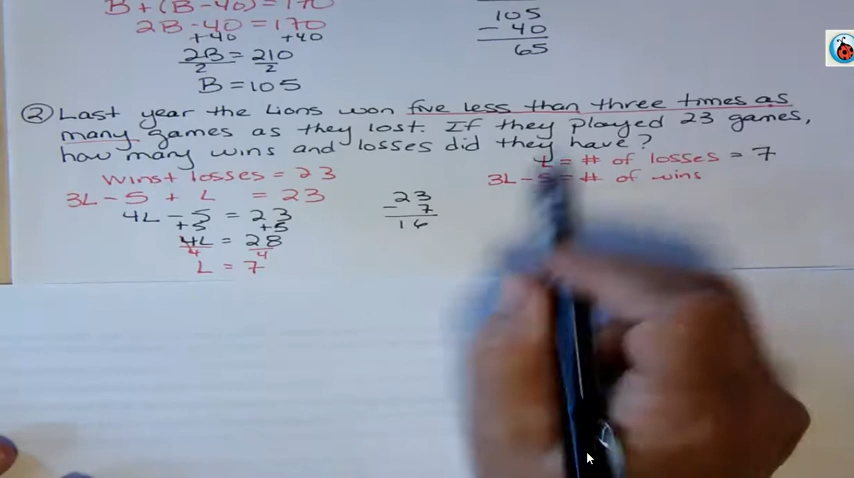 B + (B - 40) = 170
2B - 40 = 170
+40 +40
2B = 210
2 2
B = 105
105
- 40
65
② Last year the Lions won five less than three times as
many games as they lost. If they played 23 games,
how many wins and losses did they have?
L = # of losses = 7
3L - 5 = # of wins
wins + losses = 23
3L - 5 + L = 23
4L - 5 = 23
+5 +5
4L = 28
4 4
L = 7
23
- 7
16